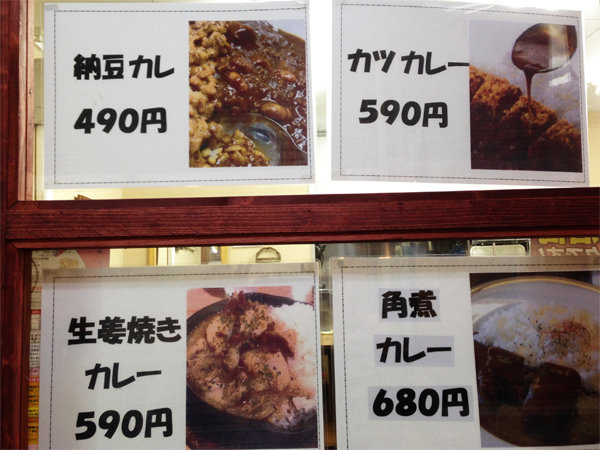 納豆カレ
490円
カツカレー
590円
生姜焼き
カレー
590円
角煮
カレー
680円